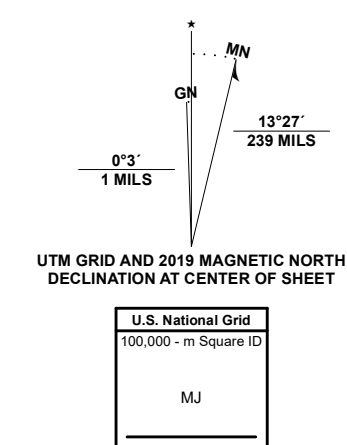 ★
MN
GN
13°27´
239 MILS
0°3´
1 MILS
UTM GRID AND 2019 MAGNETIC NORTH
DECLINATION AT CENTER OF SHEET
U.S. National Grid
100,000 - m Square ID
MJ